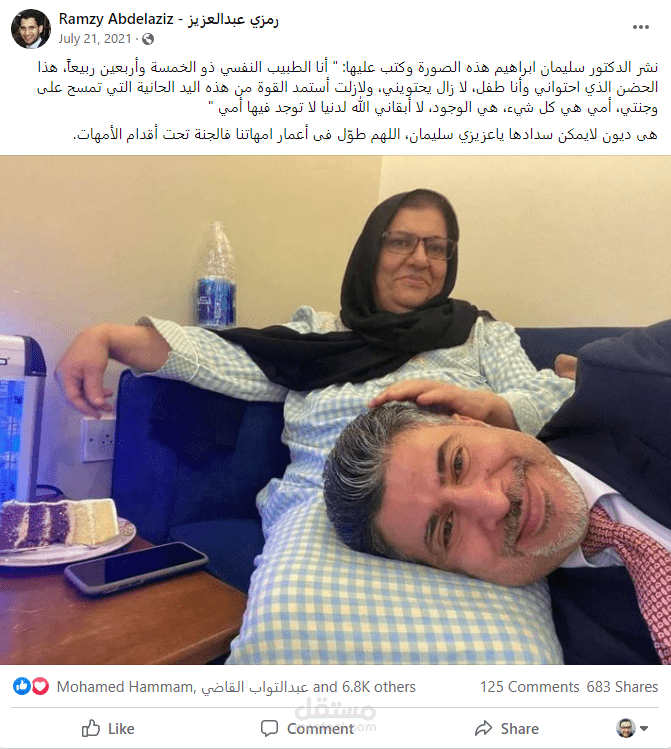 Ramzy Abdelaziz - رمزي عبدالعزيز
July 21, 2021
نشر الدكتور سليمان ابراهيم هذه الصورة وكتب عليها: " أنا الطبيب النفسي ذو الخمسة وأربعين ربيعاً، هذا
الحضن الذي احتواني وأنا طفل، لا زال يحتويني، ولازلت أستمد القوة من هذه اليد الحانية التي تمسح على
وجنتي، أمي هي كل شيء، هي الوجود، لا أبقاني الله لدنيا لا توجد فيها أمي "
هى ديون لايمكن سدادها ياعزيزي سليمان، اللهم طوّل فى أعمار امهاتنا فالجنة تحت أقدام الأمهات.
Mohamed Hammam, عبدالتواب القاضي and 6.8K others 125 Comments 683 Shares
مستقل
mostaql.com
Like Comment Share